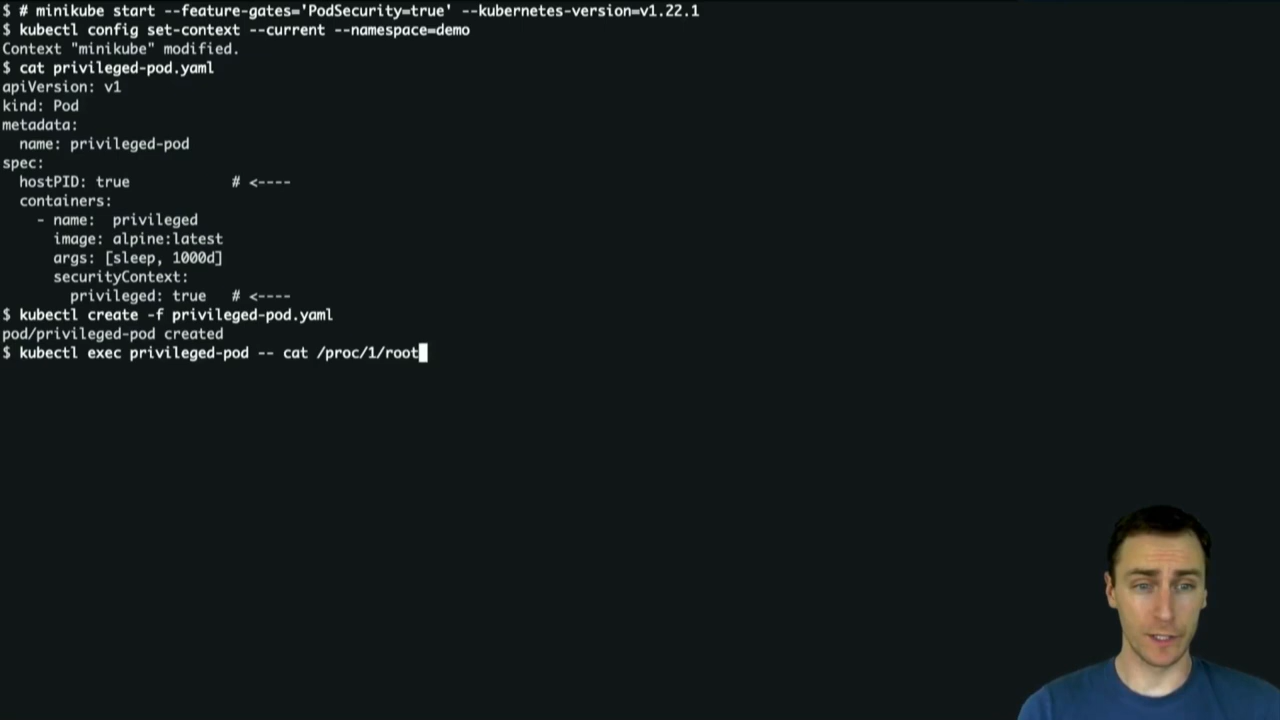 $ # minikube start --feature-gates='PodSecurity=true' --kubernetes-version=v1.22.1
$ kubectl config set-context --current --namespace=demo
Context "minikube" modified.
$ cat privileged-pod.yaml
apiVersion: v1
kind: Pod
metadata:
  name: privileged-pod
spec:
  hostPID: true            # <----
  containers:
    - name:  privileged
      image: alpine:latest
      args: [sleep, 1000d]
      securityContext:
        privileged: true   # <----
$ kubectl create -f privileged-pod.yaml
pod/privileged-pod created
$ kubectl exec privileged-pod -- cat /proc/1/root